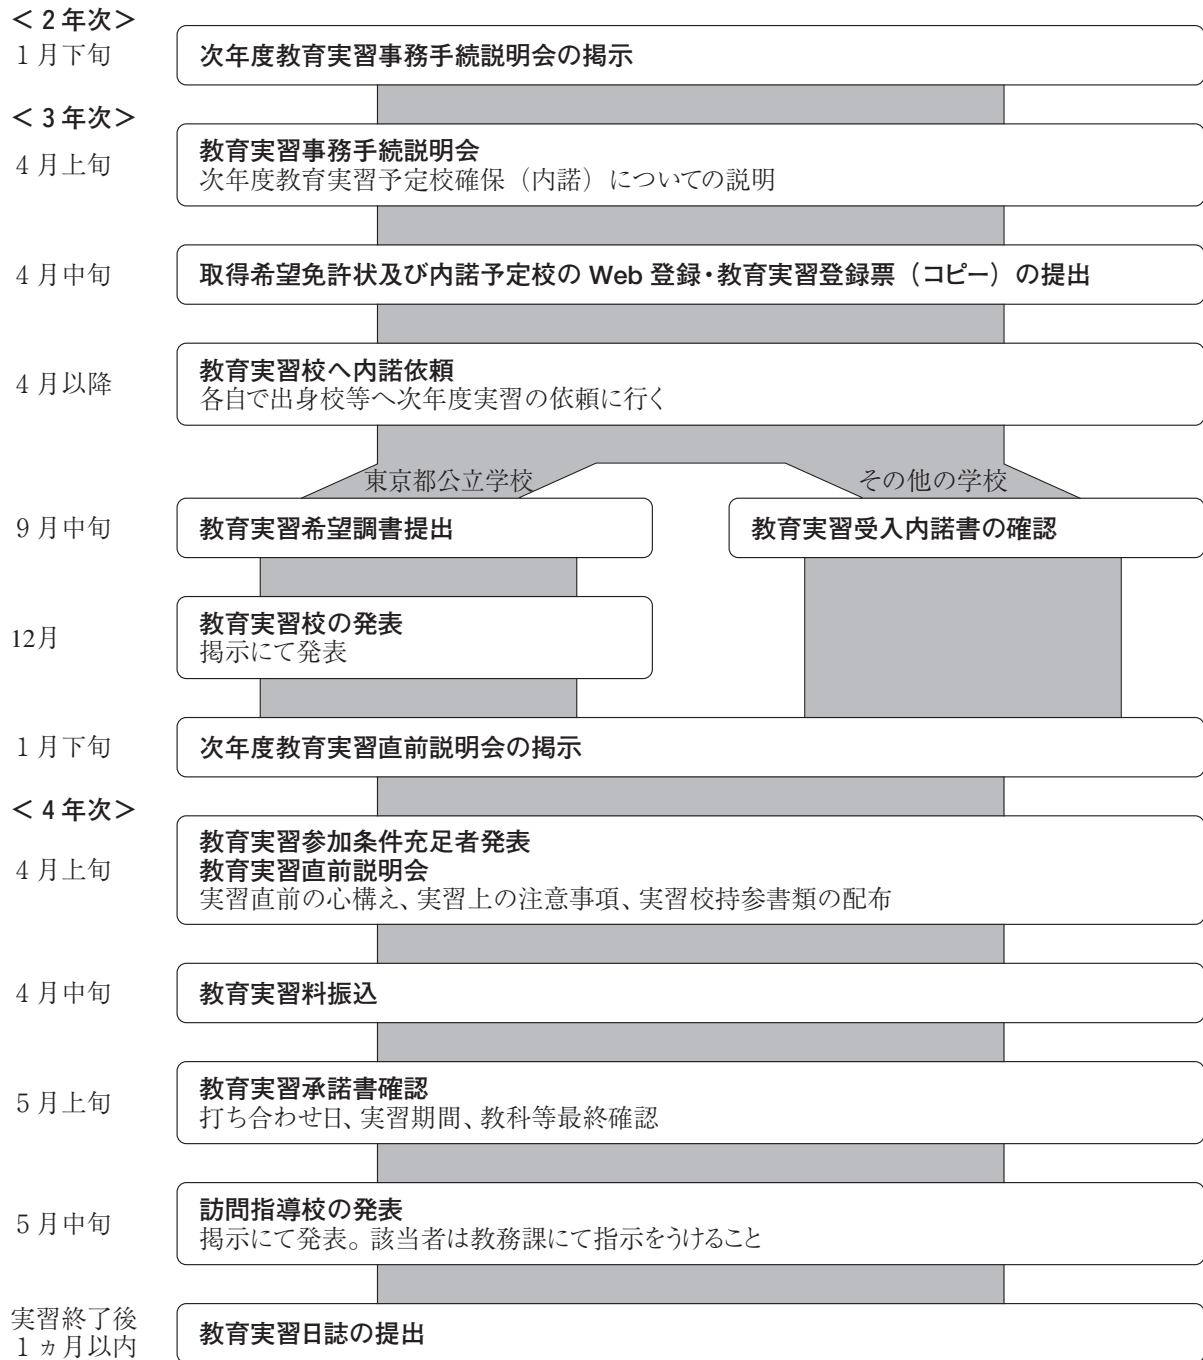 ＜２年次＞
１月下旬
次年度教育実習事務手続説明会の掲示
＜３年次＞
４月上旬
教育実習事務手続説明会
次年度教育実習予定校確保（内諾）についての説明
４月中旬
取得希望免許状及び内諾予定校の Web 登録・教育実習登録票（コピー）の提出
４月以降
教育実習校へ内諾依頼
各自で出身校等へ次年度実習の依頼に行く
東京都公立学校
その他の学校
９月中旬
教育実習希望調書提出
教育実習受入内諾書の確認
12月
教育実習校の発表
掲示にて発表
１月下旬
次年度教育実習直前説明会の掲示
＜４年次＞
４月上旬
教育実習参加条件充足者発表
教育実習直前説明会
実習直前の心構え、実習上の注意事項、実習校持参書類の配布
４月中旬
教育実習料振込
５月上旬
教育実習承諾書確認
打ち合わせ日、実習期間、教科等最終確認
５月中旬
訪問指導校の発表
掲示にて発表。該当者は教務課にて指示をうけること
実習終了後
１ヵ月以内
教育実習日誌の提出